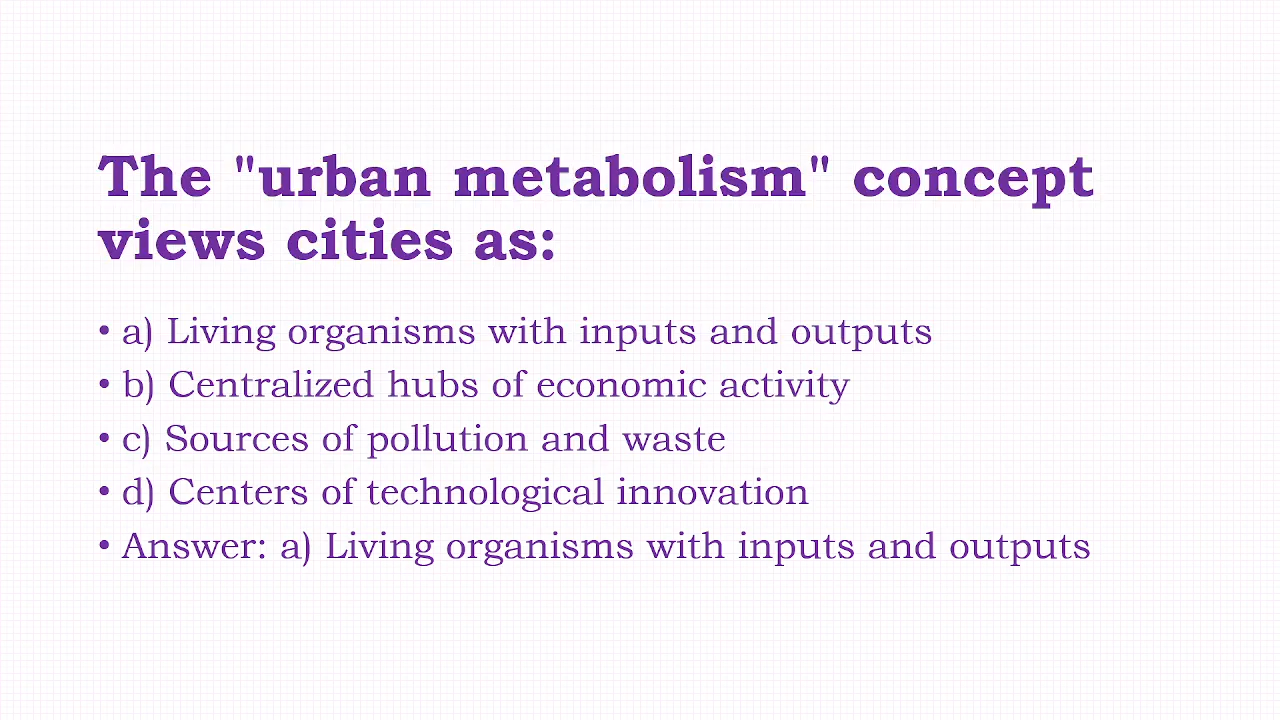 The "urban metabolism" concept
views cities as:
• a) Living organisms with inputs and outputs
• b) Centralized hubs of economic activity
• c) Sources of pollution and waste
• d) Centers of technological innovation
• Answer: a) Living organisms with inputs and outputs